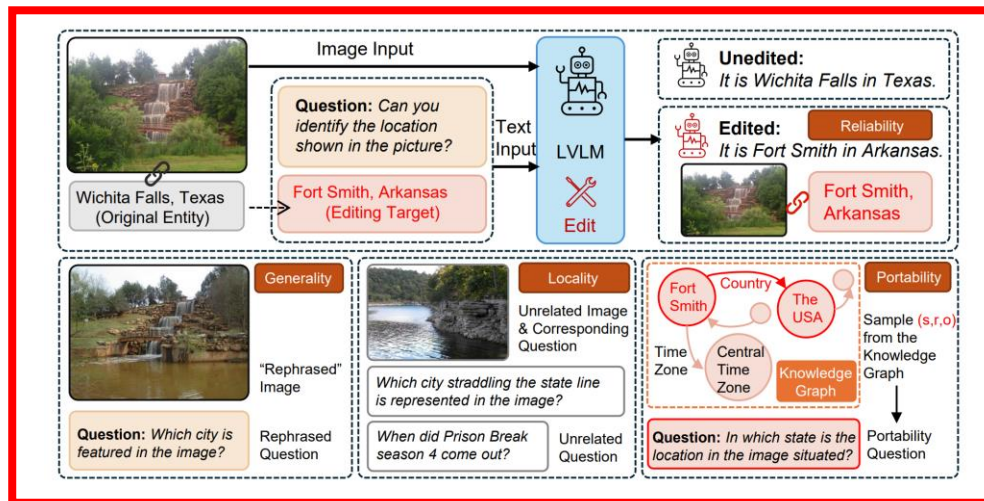 Image Input
Question: Can you
identify the location
shown in the picture?
Wichita Falls, Texas
(Original Entity)
Fort Smith, Arkansas
(Editing Target)
Text
Input
LVLM
Edit
Unedited:
It is Wichita Falls in Texas.
Edited:
Reliability
It is Fort Smith in Arkansas.
Fort Smith,
Arkansas
Generality
"Rephrased"
Image
Question: Which city is
featured in the image?
Rephrased
Question
Locality
Unrelated Image
& Corresponding
Question
Which city straddling the state line
is represented in the image?
When did Prison Break
season 4 come out?
Unrelated
Question
Portability
Fort
Smith
Country
The
USA
Time
Zone
Central
Time
Zone
Knowledge
Graph
Sample (s,r,o)
from the
Knowledge
Graph
Question: In which state is the
location in the image situated?
Portability
Question